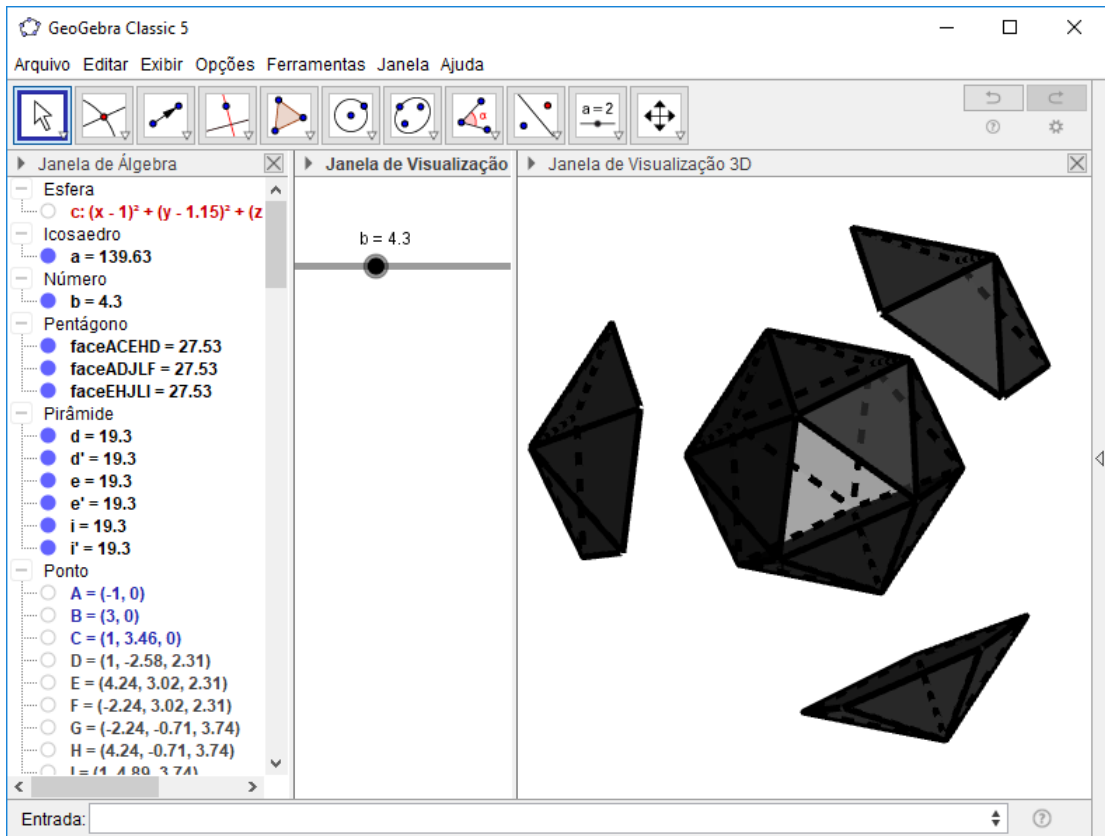 GeoGebra Classic 5
Arquivo Editar Exibir Opções Ferramentas Janela Ajuda
α
a = 2
Janela de Álgebra
Esfera
c: (x - 1)² + (y - 1.15)² + (z
Icosaedro
a = 139.63
Número
b = 4.3
Pentágono
faceACEHD = 27.53
faceADJLF = 27.53
faceEHJLI = 27.53
Pirâmide
d = 19.3
d' = 19.3
e = 19.3
e' = 19.3
i = 19.3
i' = 19.3
Ponto
A = (-1, 0)
B = (3, 0)
C = (1, 3.46, 0)
D = (1, -2.58, 2.31)
E = (4.24, 3.02, 2.31)
F = (-2.24, 3.02, 2.31)
G = (-2.24, -0.71, 3.74)
H = (4.24, -0.71, 3.74)
I = (1, 4.89, 3.74)
Janela de Visualização
b = 4.3
Janela de Visualização 3D
Entrada: